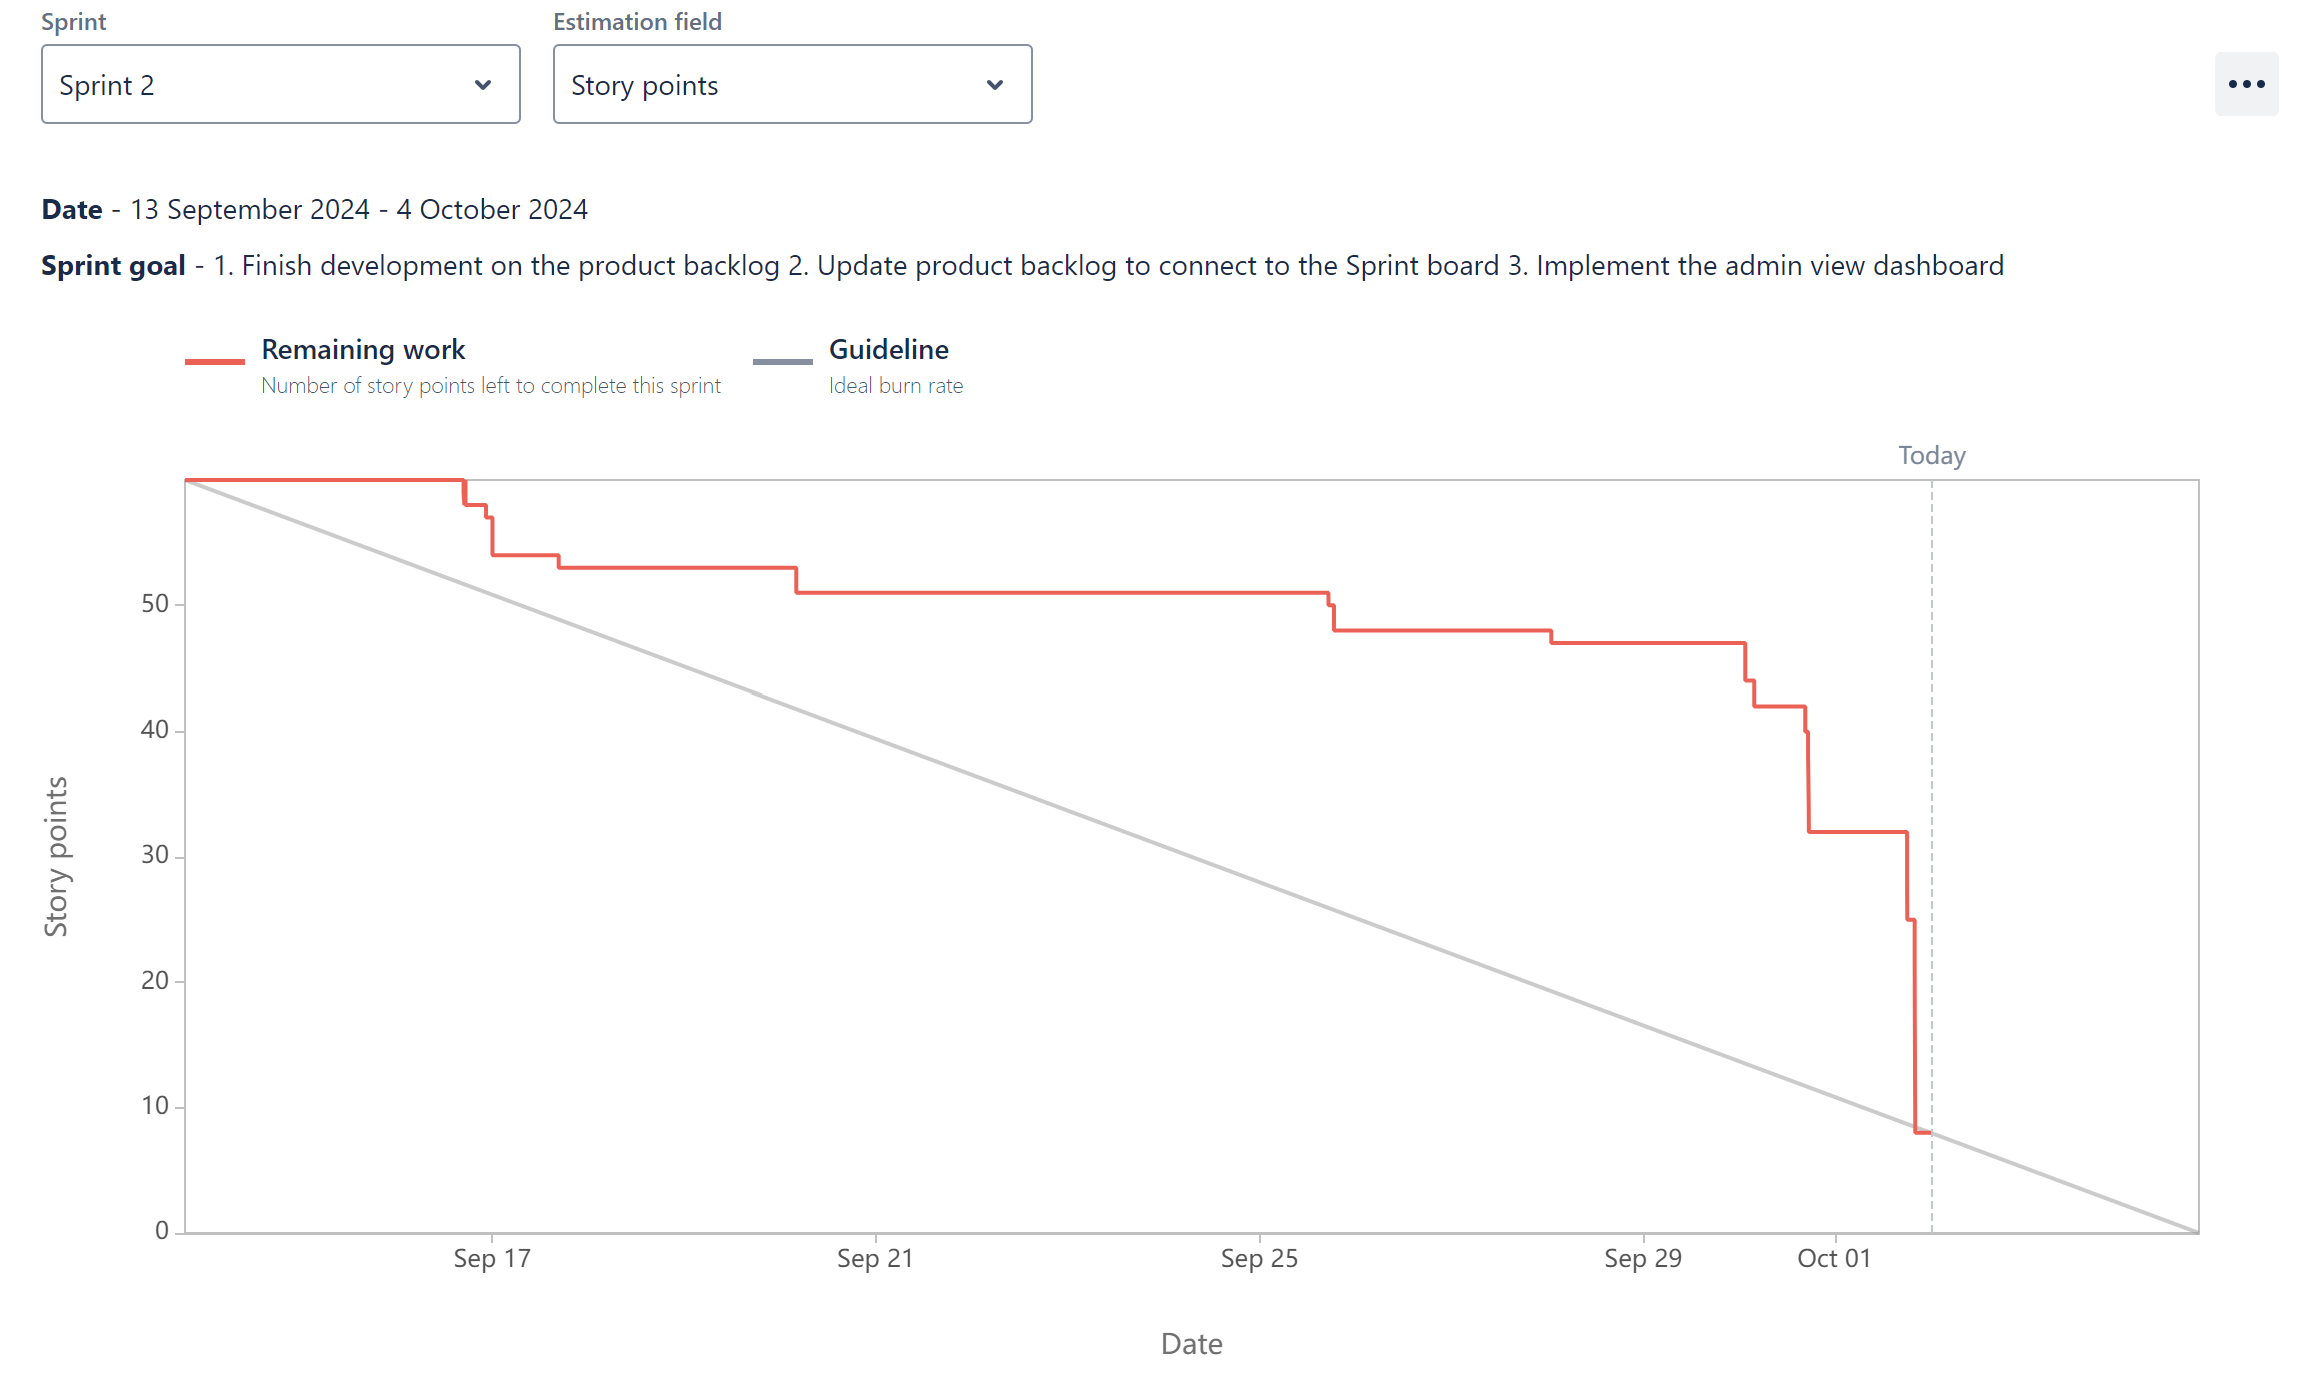 Sprint
Estimation field
Sprint 2
Story points
Date - 13 September 2024 - 4 October 2024
Sprint goal - 1. Finish development on the product backlog 2. Update product backlog to connect to the Sprint board 3. Implement the admin view dashboard
Remaining work
Number of story points left to complete this sprint
Guideline
Ideal burn rate
Today
50
40
30
20
10
0
Story points
Sep 17
Sep 21
Sep 25
Sep 29
Oct 01
Date